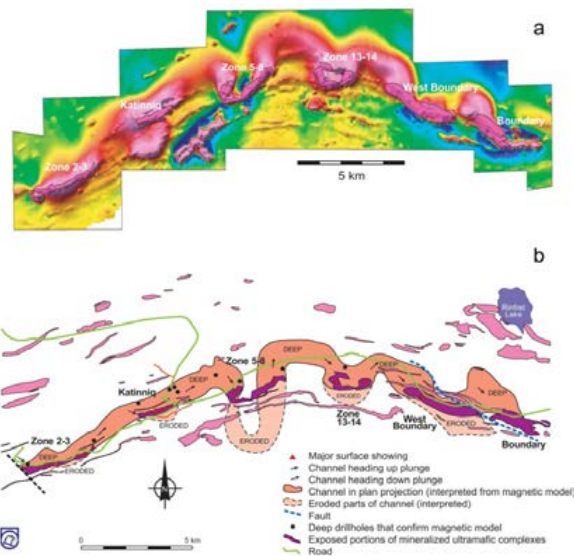 a
Zone 5-8
Zone 13-14
Katinniq
West Boundary
Boundary
Zone 2-3
5 km
b
Rinfret
Lake
DEEP
Zone 5-8
DEEP
DEEP
DEEP
Katinniq
ERODED
ERODED
ERODED
Zone
13-14
ERODED
West
Boundary
Boundary
Zone 2-3
DEEP
ERODED
N
Major surface showing
Channel heading up plunge
Channel heading down plunge
Channel in plan projection (interpreted from magnetic model)
Eroded parts of channel (interpreted)
Fault
Deep drillholes that confirm magnetic model
Exposed portions of mineralized ultramafic complexes
Road
0
5 km